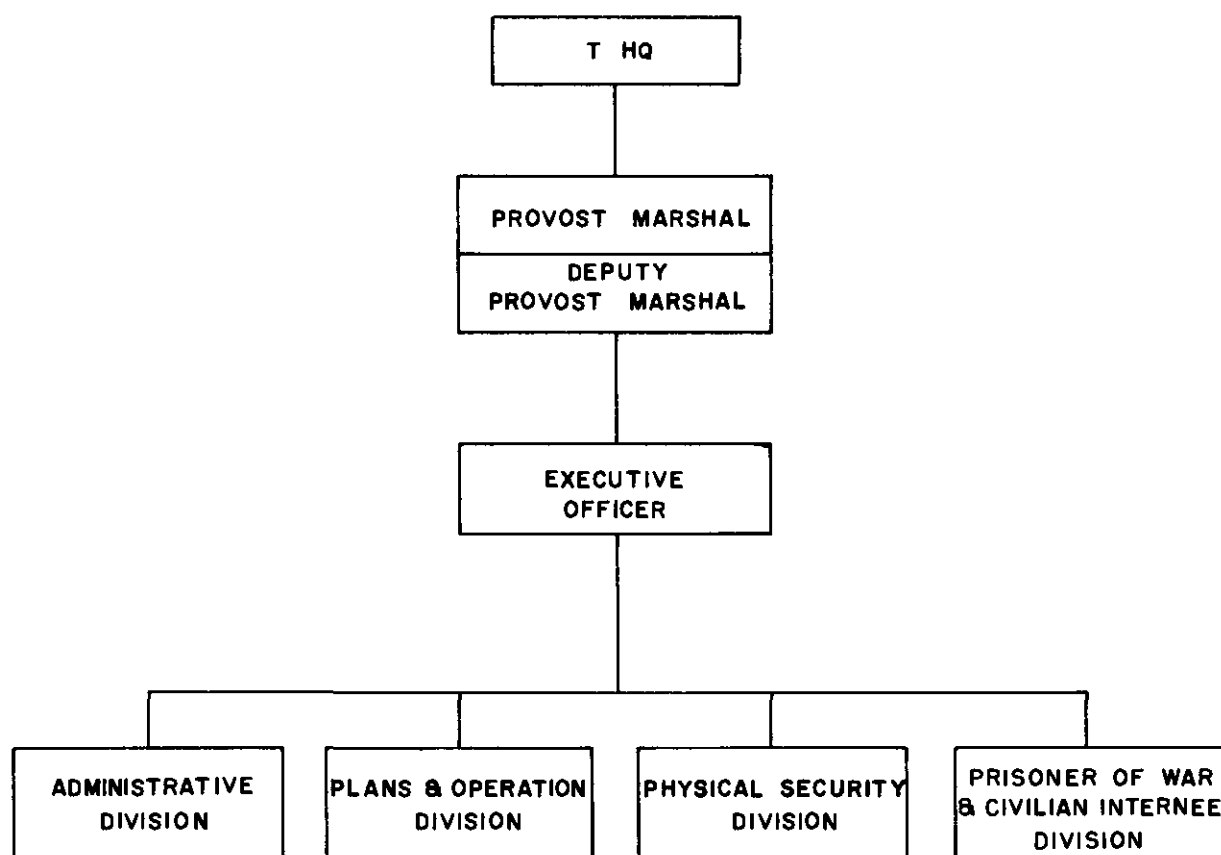 T HQ
PROVOST MARSHAL
DEPUTY
PROVOST MARSHAL
EXECUTIVE
OFFICER
ADMINISTRATIVE
DIVISION
PLANS & OPERATION
DIVISION
PHYSICAL SECURITY
DIVISION
PRISONER OF WAR
& CIVILIAN INTERNEE
DIVISION